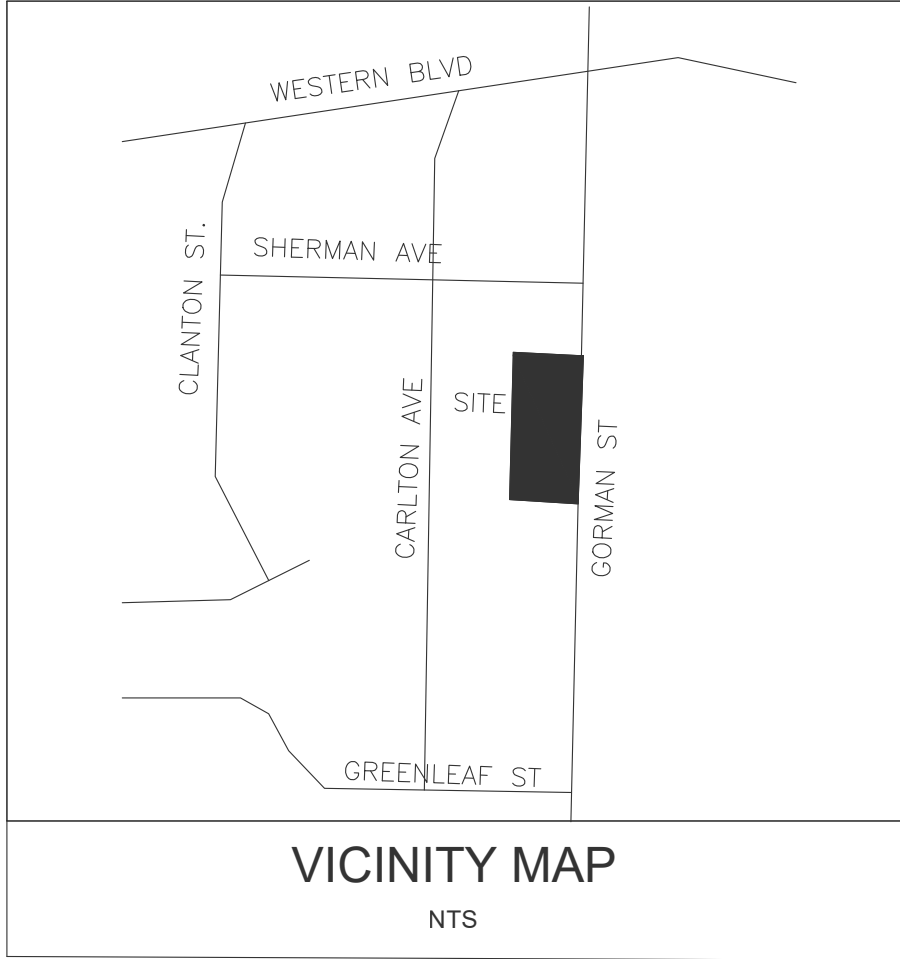 WESTERN BLVD
SHERMAN AVE
CLANTON ST.
CARLTON AVE
SITE
GORMAN ST
GREENLEAF ST
VICINITY MAP
NTS